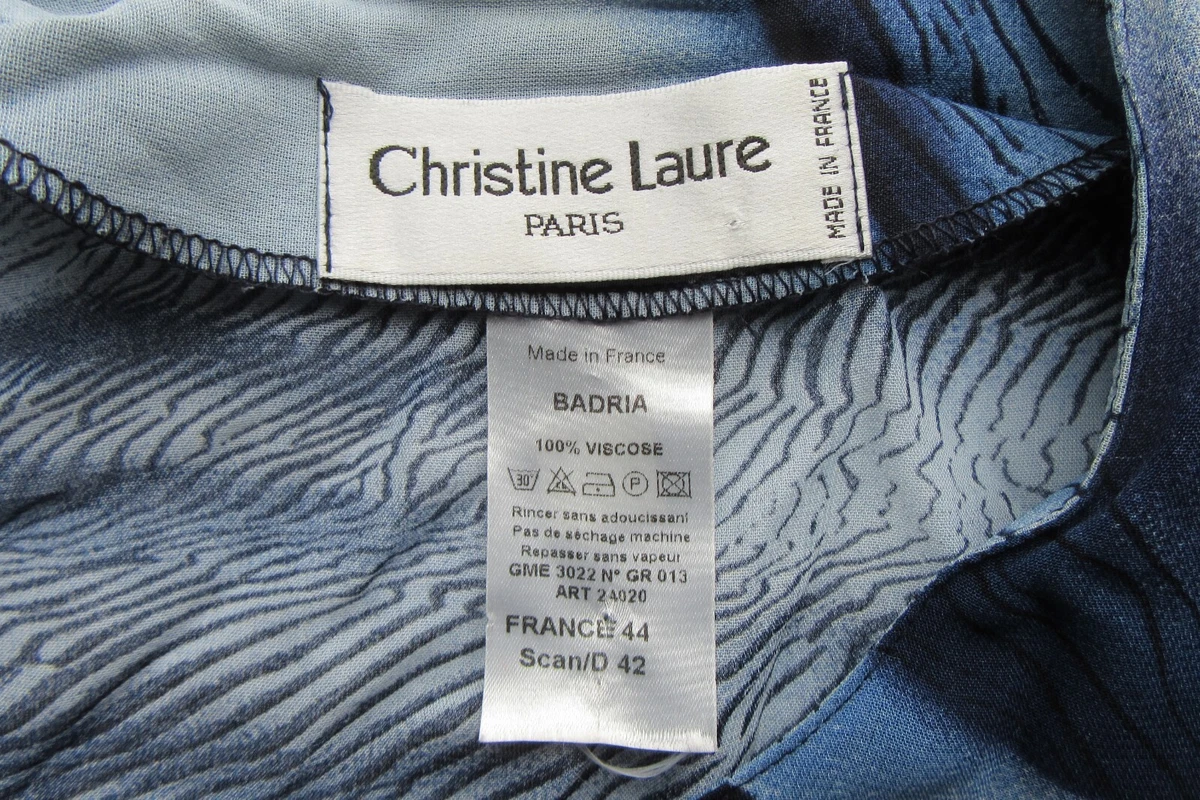 Christine Laure
PARIS
MADE IN FRANCE
Made in France
BADRIA
100% VISCOSE
30° P
Rincer sans adoucissant
Pas de séchage machine
Repasser sans vapeur
GME 3022 N° GR 013
ART 24020
FRANCE 44
Scan/D 42